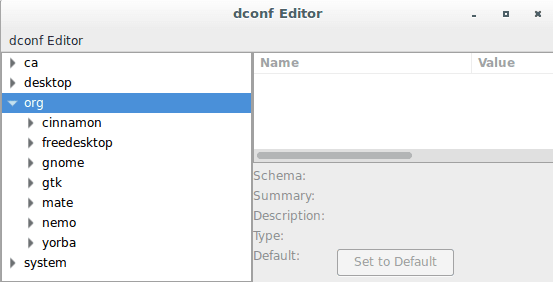 dconf Editor
dconf Editor
ca
desktop
org
cinnamon
freedesktop
gnome
gtk
mate
nemo
yorba
system
Name Value
Schema:
Summary:
Description:
Type:
Default: Set to Default